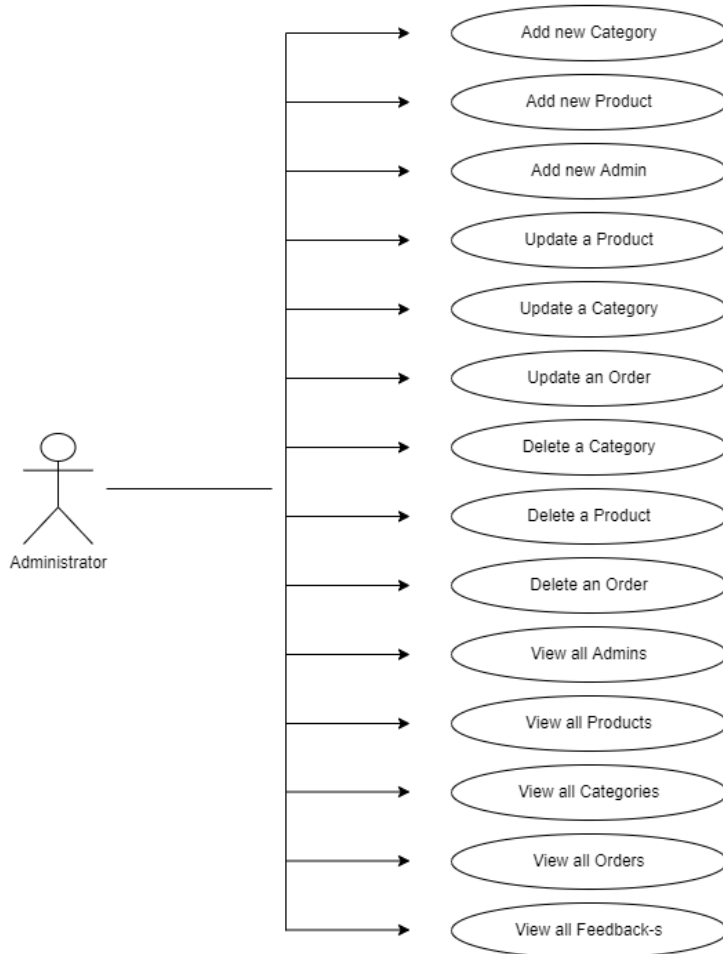 Add new Category
Add new Product
Add new Admin
Update a Product
Update a Category
Update an Order
Delete a Category
Delete a Product
Administrator
Delete an Order
View all Admins
View all Products
View all Categories
View all Orders
View all Feedback-s